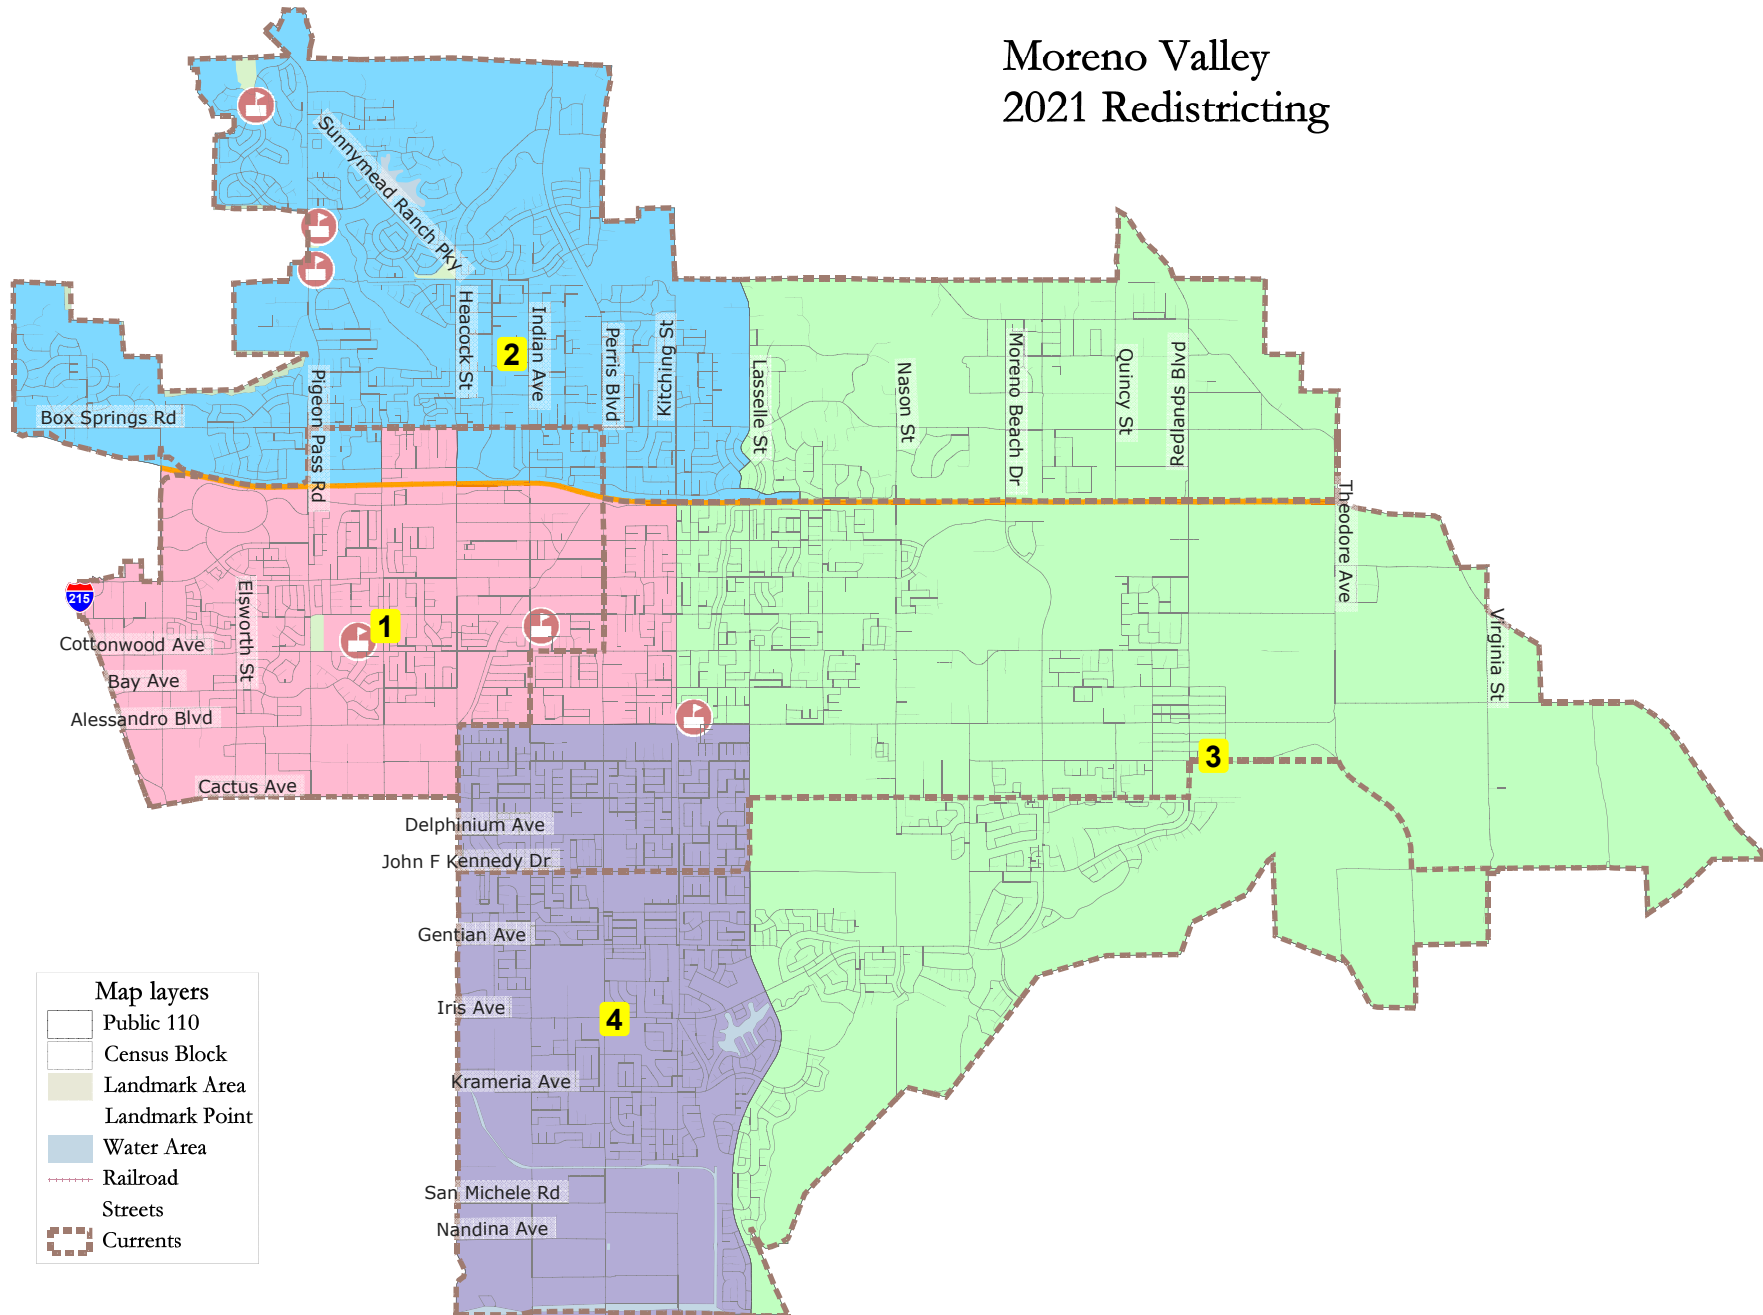 Moreno Valley
2021 Redistricting
Sunnymead Ranch Pky
Heacock St
Indian Ave
2
Perris Blvd
Kitching St
Lasselle St
Nason St
Moreno Beach Dr
Quincy St
Redlands Blvd
Pigeon Pass Rd
Box Springs Rd
Theodore Ave
215
Elsworth St
1
Virginia St
Cottonwood Ave
Bay Ave
Alessandro Blvd
3
Cactus Ave
Delphinium Ave
John F Kennedy Dr
Gentian Ave
Iris Ave
4
Krameria Ave
San Michele Rd
Nandina Ave
Map layers
Public 110
Census Block
Landmark Area
Landmark Point
Water Area
Railroad
Streets
Currents